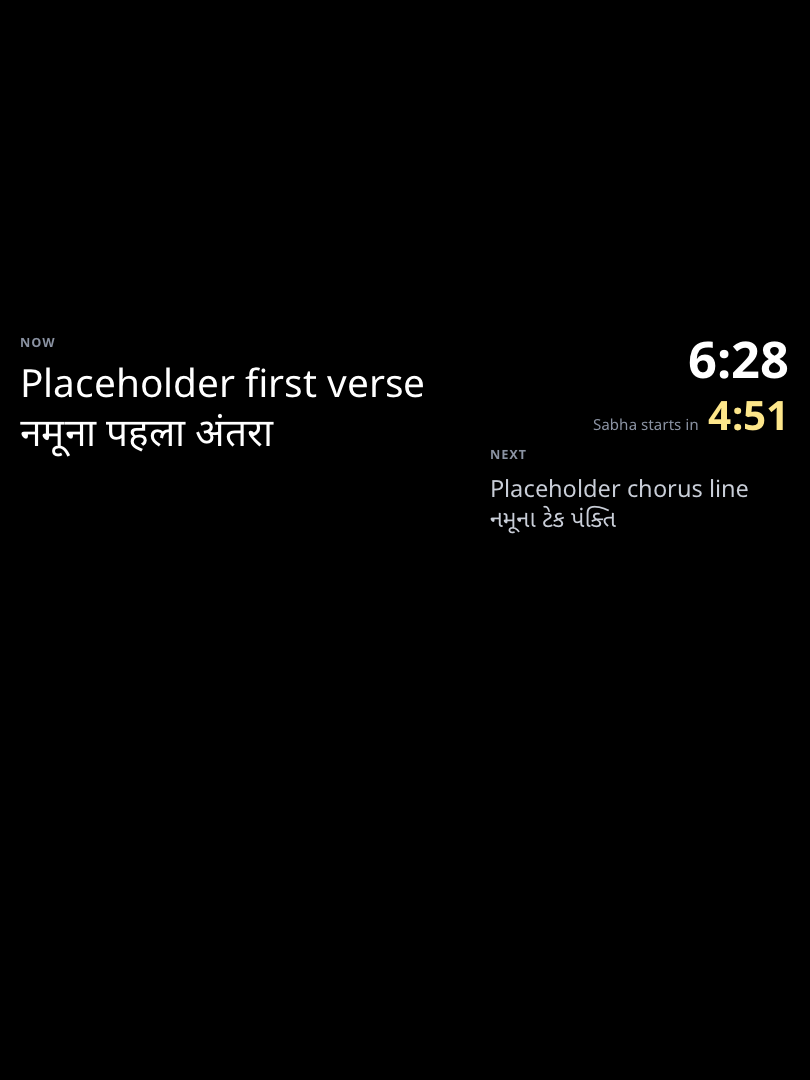 NOW
Placeholder first verse
नमूना पहला अंतरा
6:28
Sabha starts in 4:51
NEXT
Placeholder chorus line
નમૂના ટેક પંક્તિ